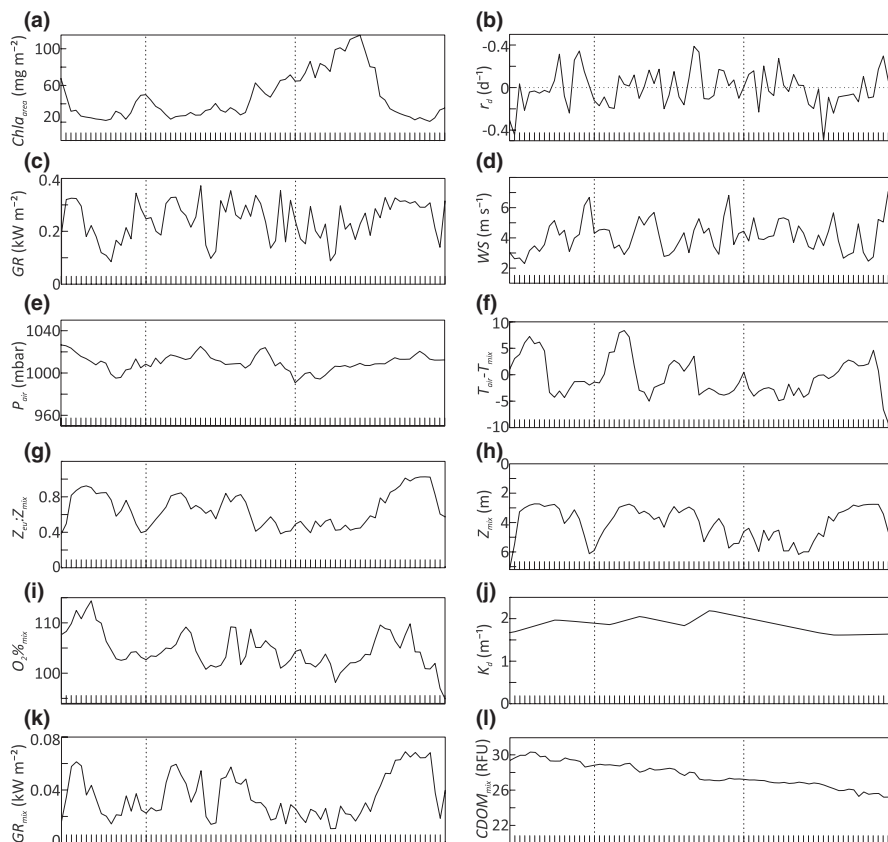 (a)
100
60
20
Chla_area (mg m⁻²)
(b)
-0.4
0
0.4
r_d (d⁻¹)
(c)
0.4
0.2
0
GR (kW m⁻²)
(d)
6
4
2
WS (m s⁻¹)
(e)
1040
1000
960
P_air (mbar)
(f)
10
5
0
-5
-10
T_air-T_mix
(g)
0.8
0.4
0
Z_eu:Z_mix
(h)
0
2
4
6
Z_mix (m)
(i)
110
100
O₂%_mix
(j)
2
1
0
K_d (m⁻¹)
(k)
0.08
0.04
0
GR_mix (kW m⁻²)
(l)
30
26
22
CDOM_mix (RFU)